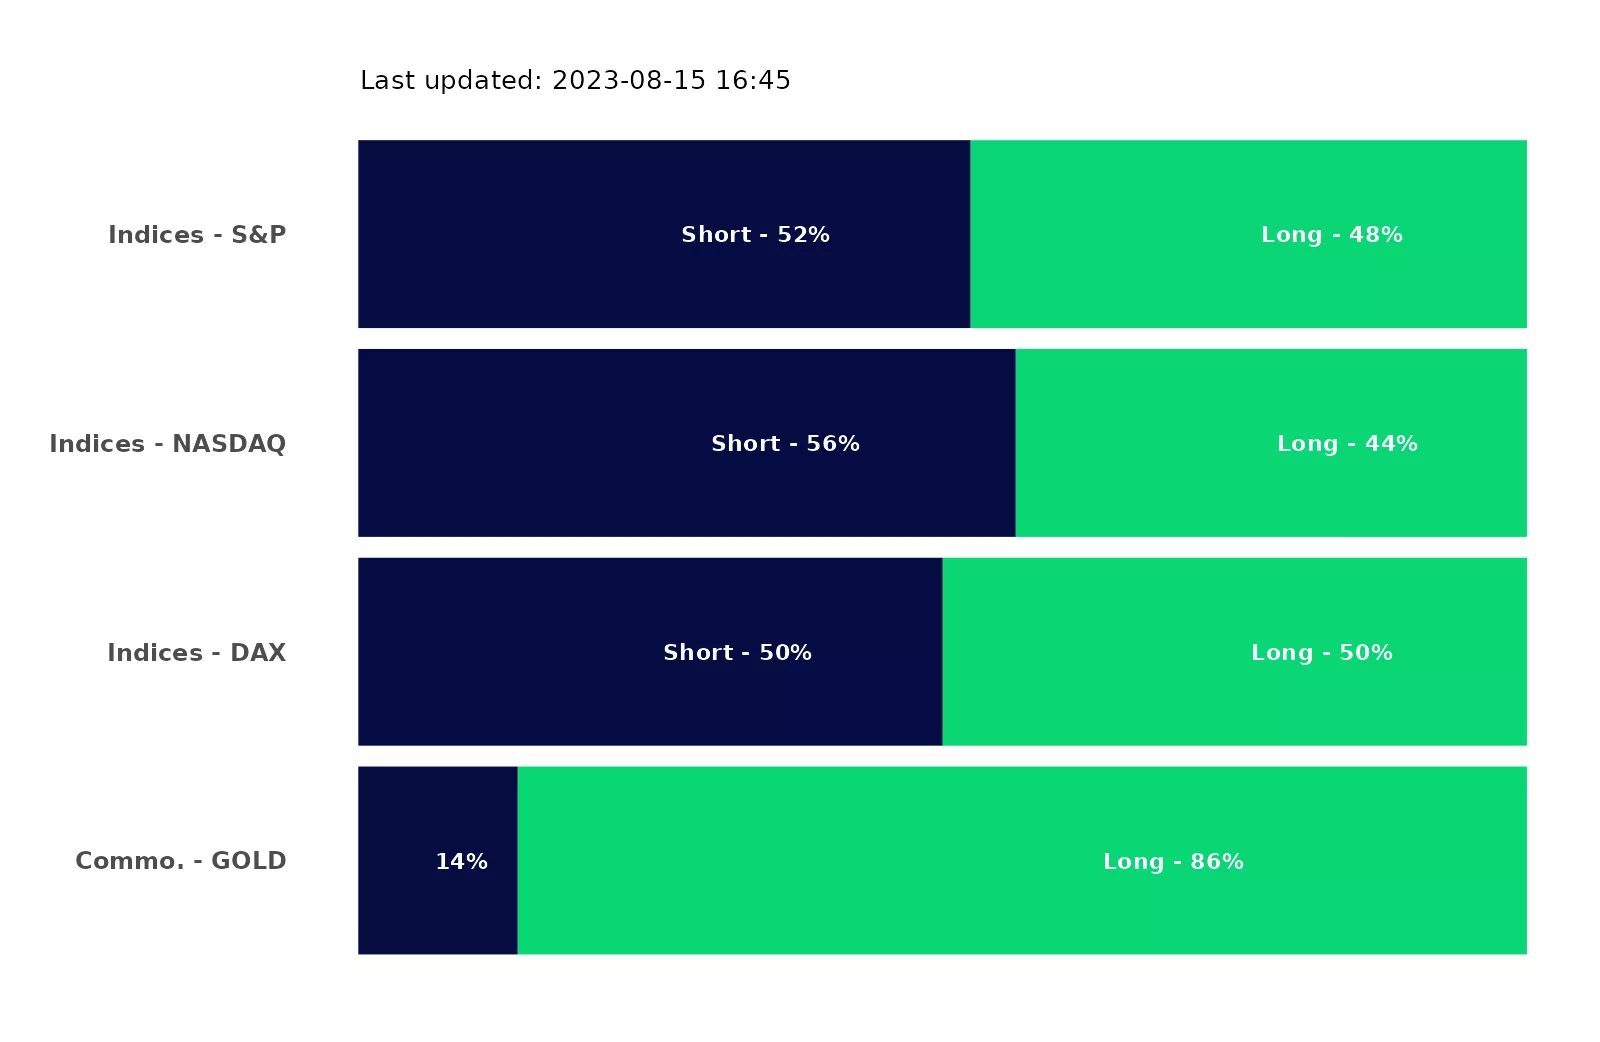 Last updated: 2023-08-15 16:45
Indices - S&P Short - 52% Long - 48%
Indices - NASDAQ Short - 56% Long - 44%
Indices - DAX Short - 50% Long - 50%
Commo. - GOLD 14% Long - 86%